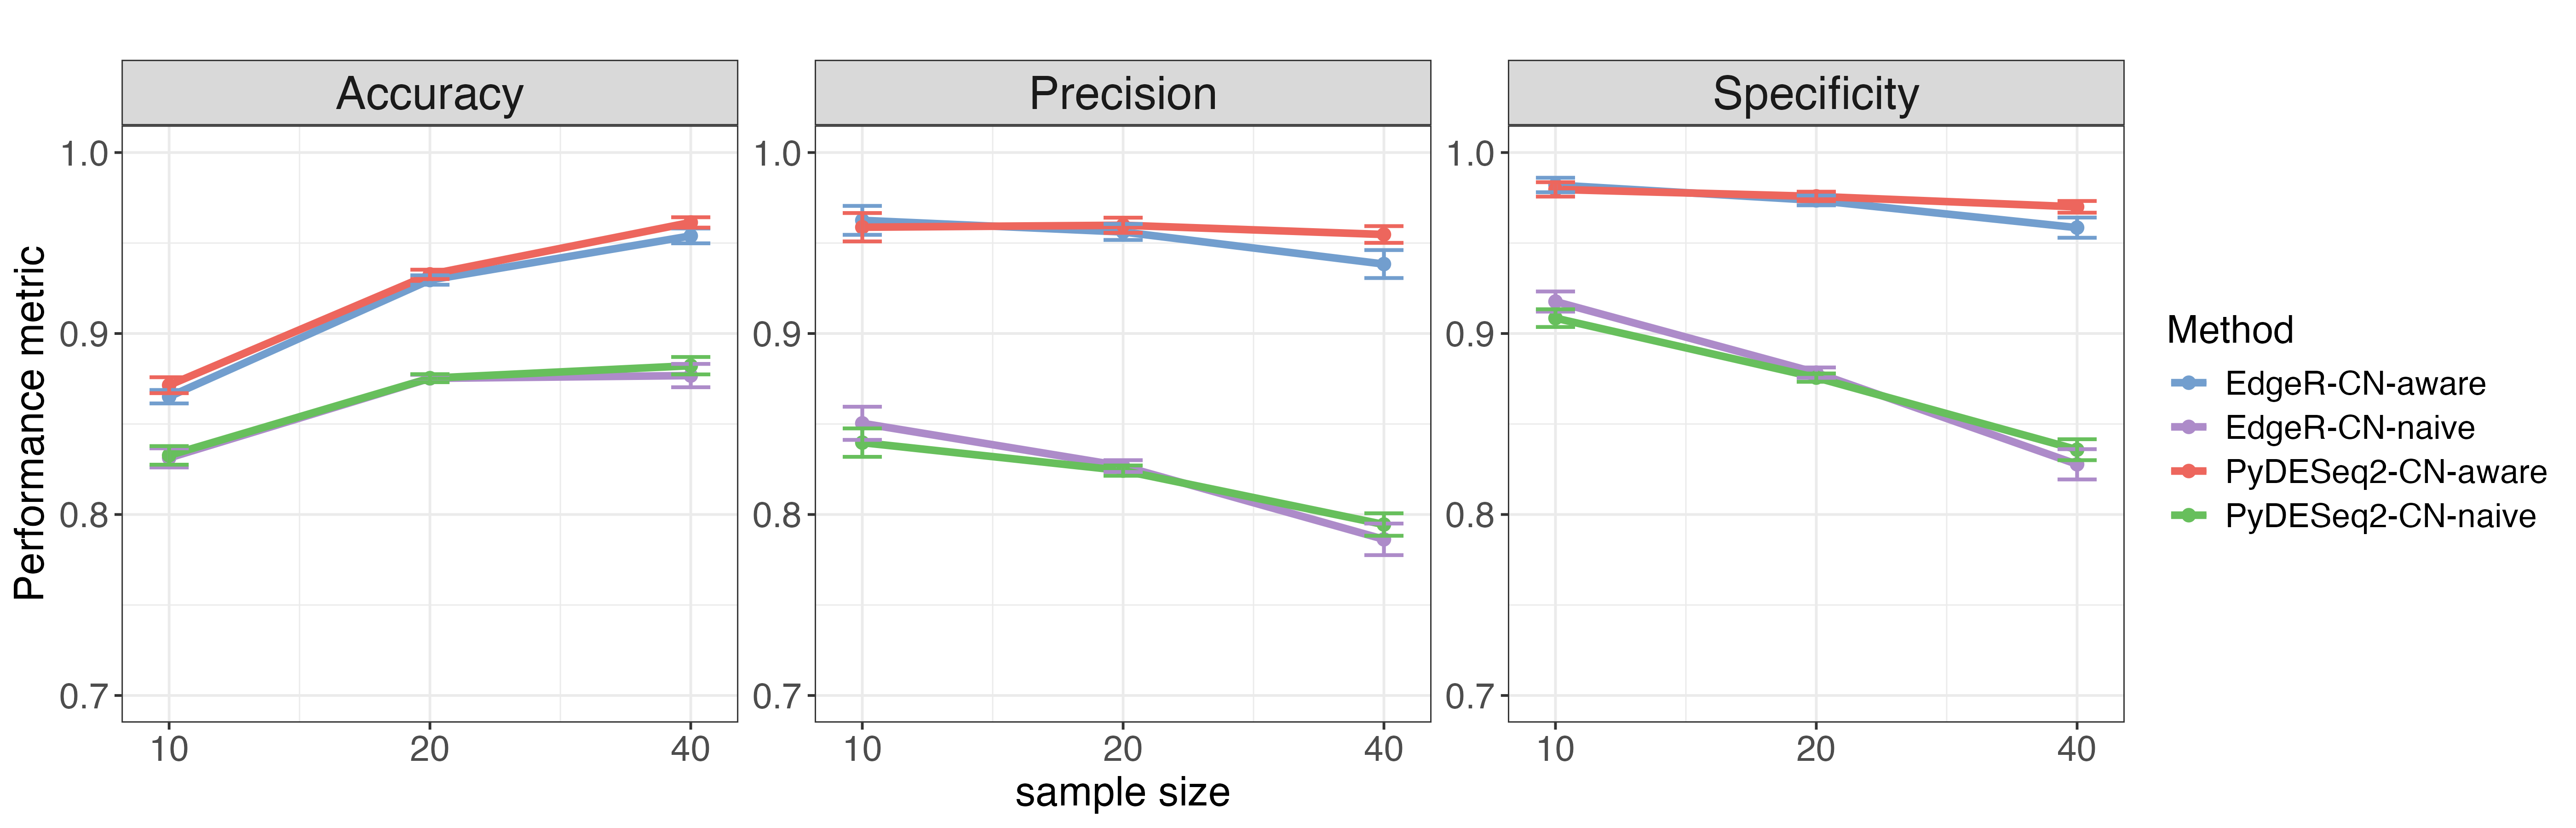 Accuracy
Precision
Specificity
Performance metric
1.0
0.9
0.8
0.7
10
20
40
1.0
0.9
0.8
0.7
10
20
40
1.0
0.9
0.8
0.7
10
20
40
sample size
Method
EdgeR-CN-aware
EdgeR-CN-naive
PyDESeq2-CN-aware
PyDESeq2-CN-naive